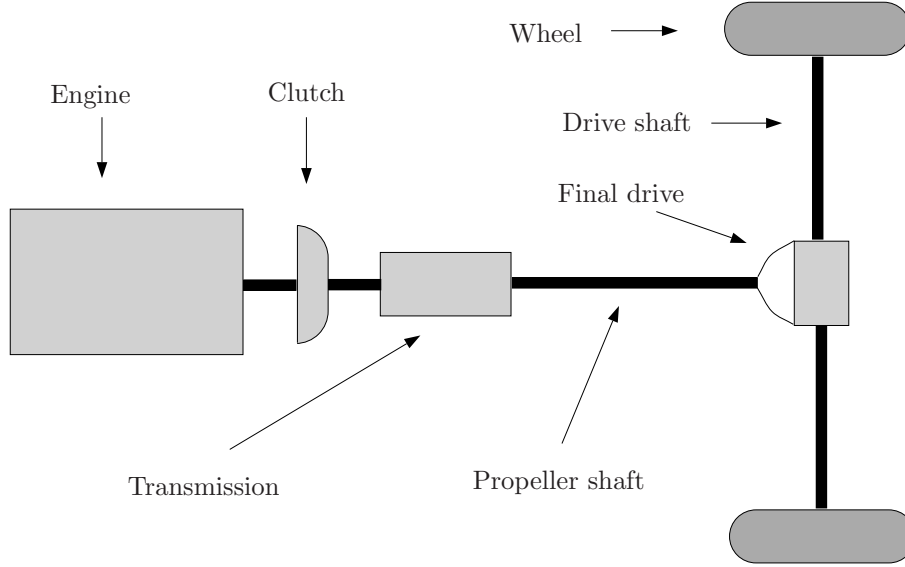 Wheel
Engine
Clutch
Drive shaft
Final drive
Transmission
Propeller shaft